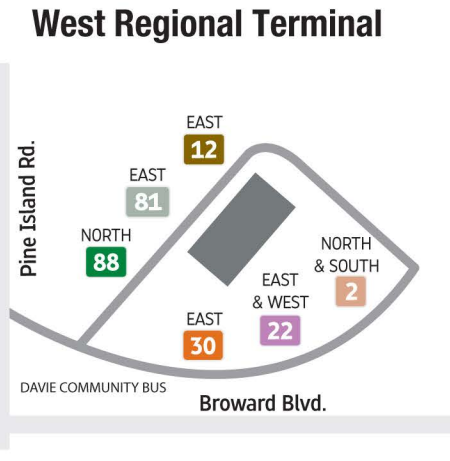 West Regional Terminal
EAST
12
EAST
81
NORTH
88
Pine Island Rd.
NORTH
& SOUTH
2
EAST
& WEST
22
EAST
30
DAVIE COMMUNITY BUS
Broward Blvd.